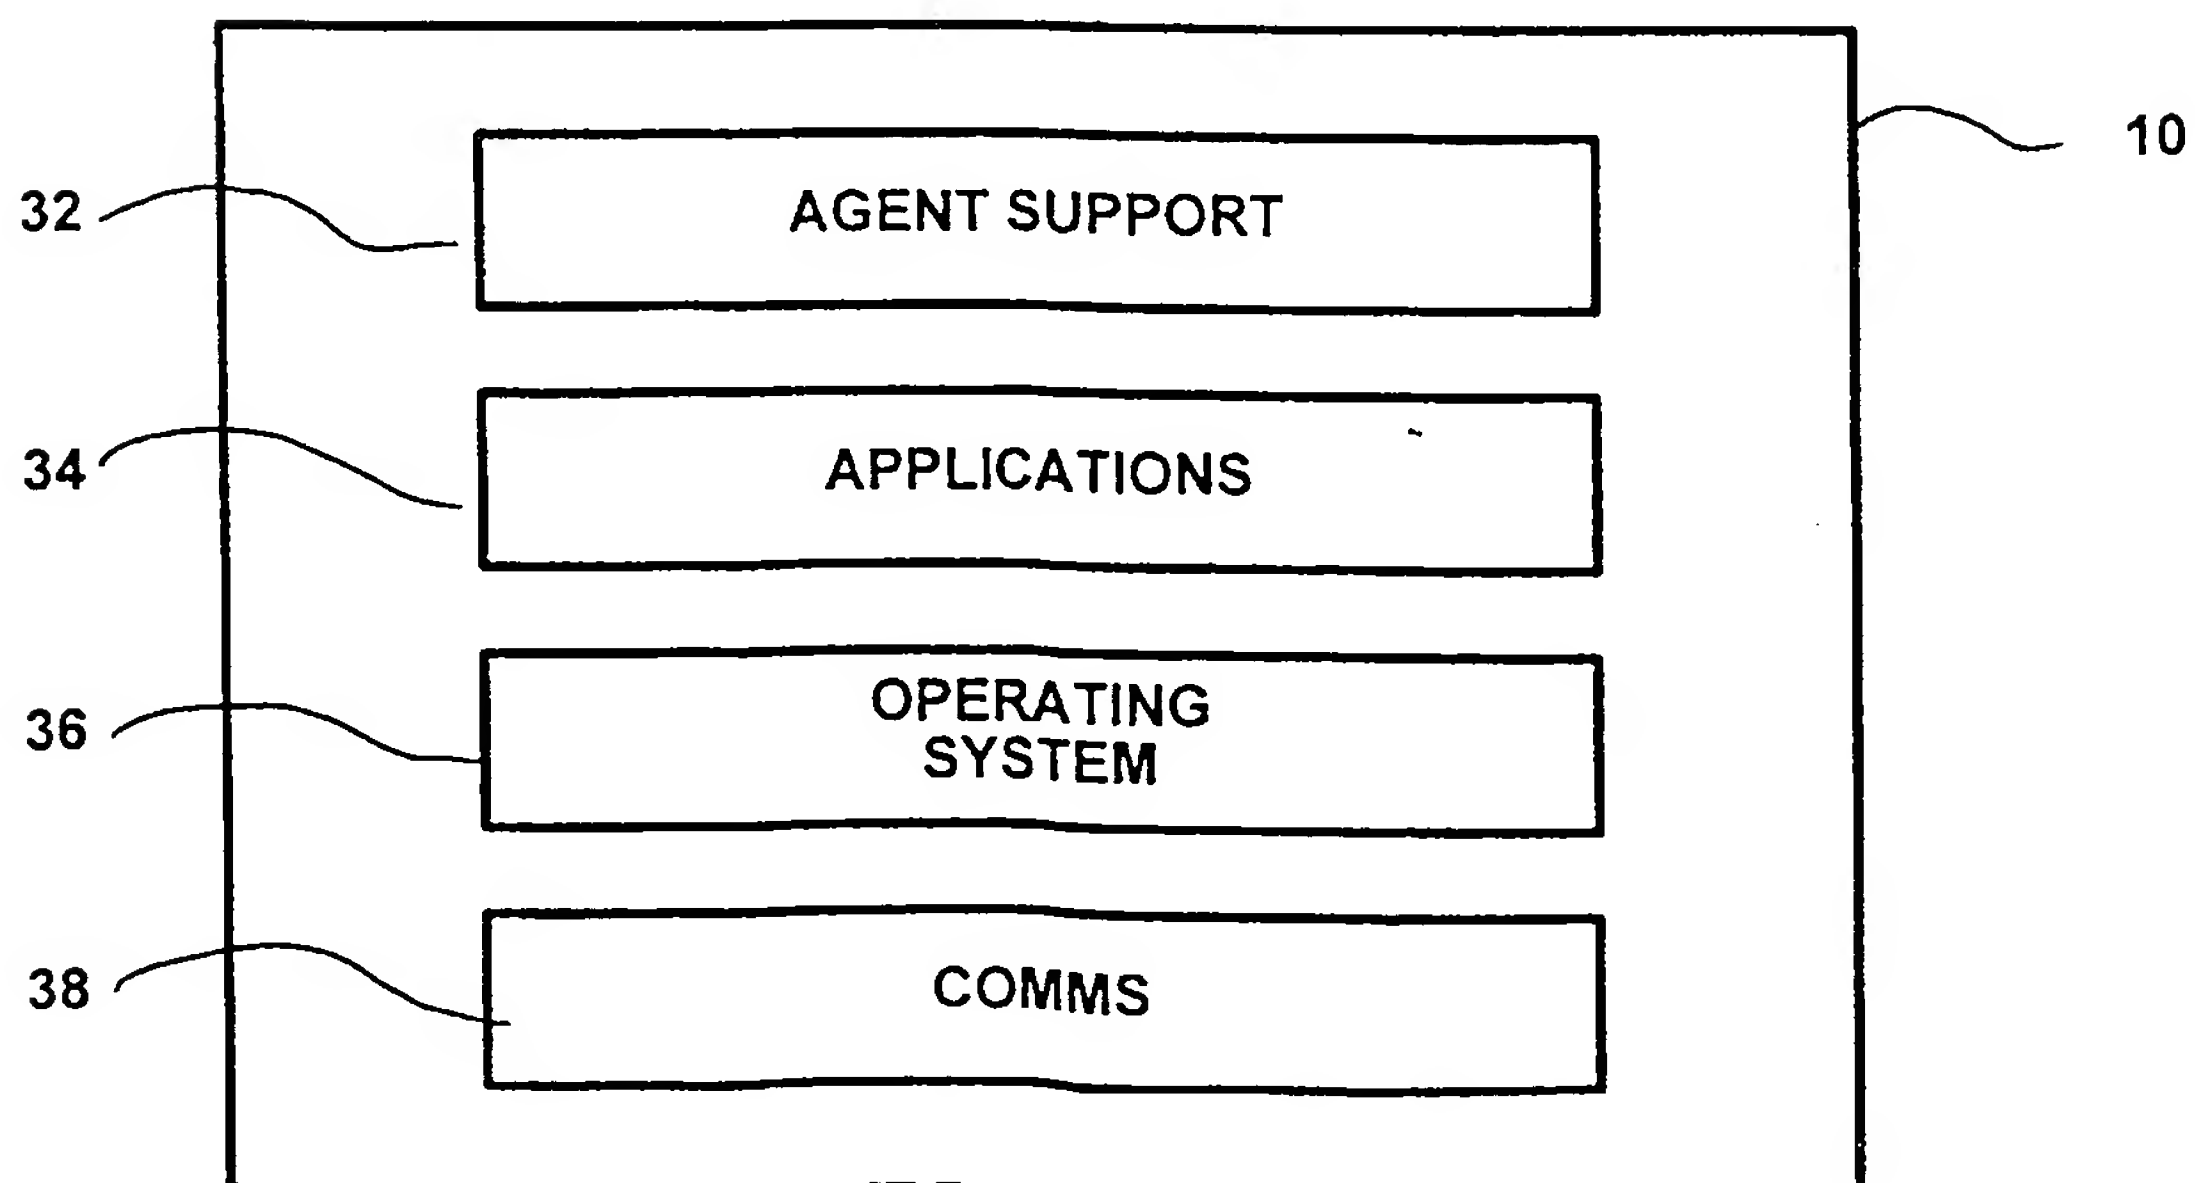 10
32
AGENT SUPPORT
34
APPLICATIONS
36
OPERATING
SYSTEM
38
COMMS